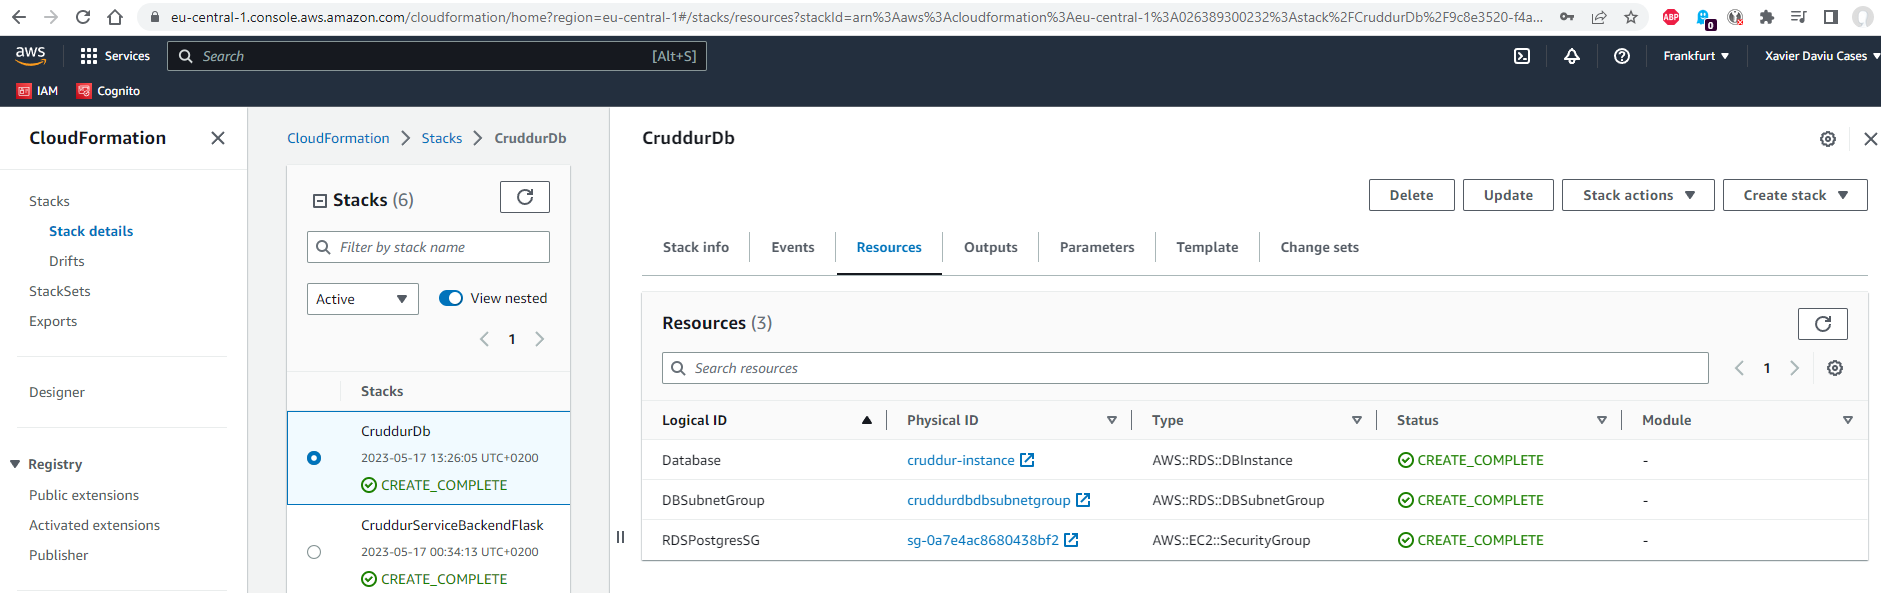 eu-central-1.console.aws.amazon.com/cloudformation/home?region=eu-central-1#/stacks/resources?stackId=arn%3Aaws%3Acloudformation%3Aeu-central-1%3A026389300232%3Astack%2FCruddurDb%2F9c8e3520-f4a...
ABP
0
aws
Services
Search
[Alt+S]
Frankfurt
Xavier Daviu Cases
IAM
Cognito
CloudFormation
Stacks
Stack details
Drifts
StackSets
Exports
Designer
Registry
Public extensions
Activated extensions
Publisher
CloudFormation
Stacks
CruddurDb
Stacks (6)
Filter by stack name
Active
View nested
1
Stacks
CruddurDb
2023-05-17 13:26:05 UTC+0200
CREATE_COMPLETE
CruddurServiceBackendFlask
2023-05-17 00:34:13 UTC+0200
CREATE_COMPLETE
CruddurDb
Delete
Update
Stack actions
Create stack
Stack info
Events
Resources
Outputs
Parameters
Template
Change sets
Resources (3)
Search resources
1
Logical ID Physical ID Type Status Module
Database cruddur-instance AWS::RDS::DBInstance CREATE_COMPLETE -
DBSubnetGroup cruddurdbdbsubnetgroup AWS::RDS::DBSubnetGroup CREATE_COMPLETE -
RDSPostgresSG sg-0a7e4ac8680438bf2 AWS::EC2::SecurityGroup CREATE_COMPLETE -